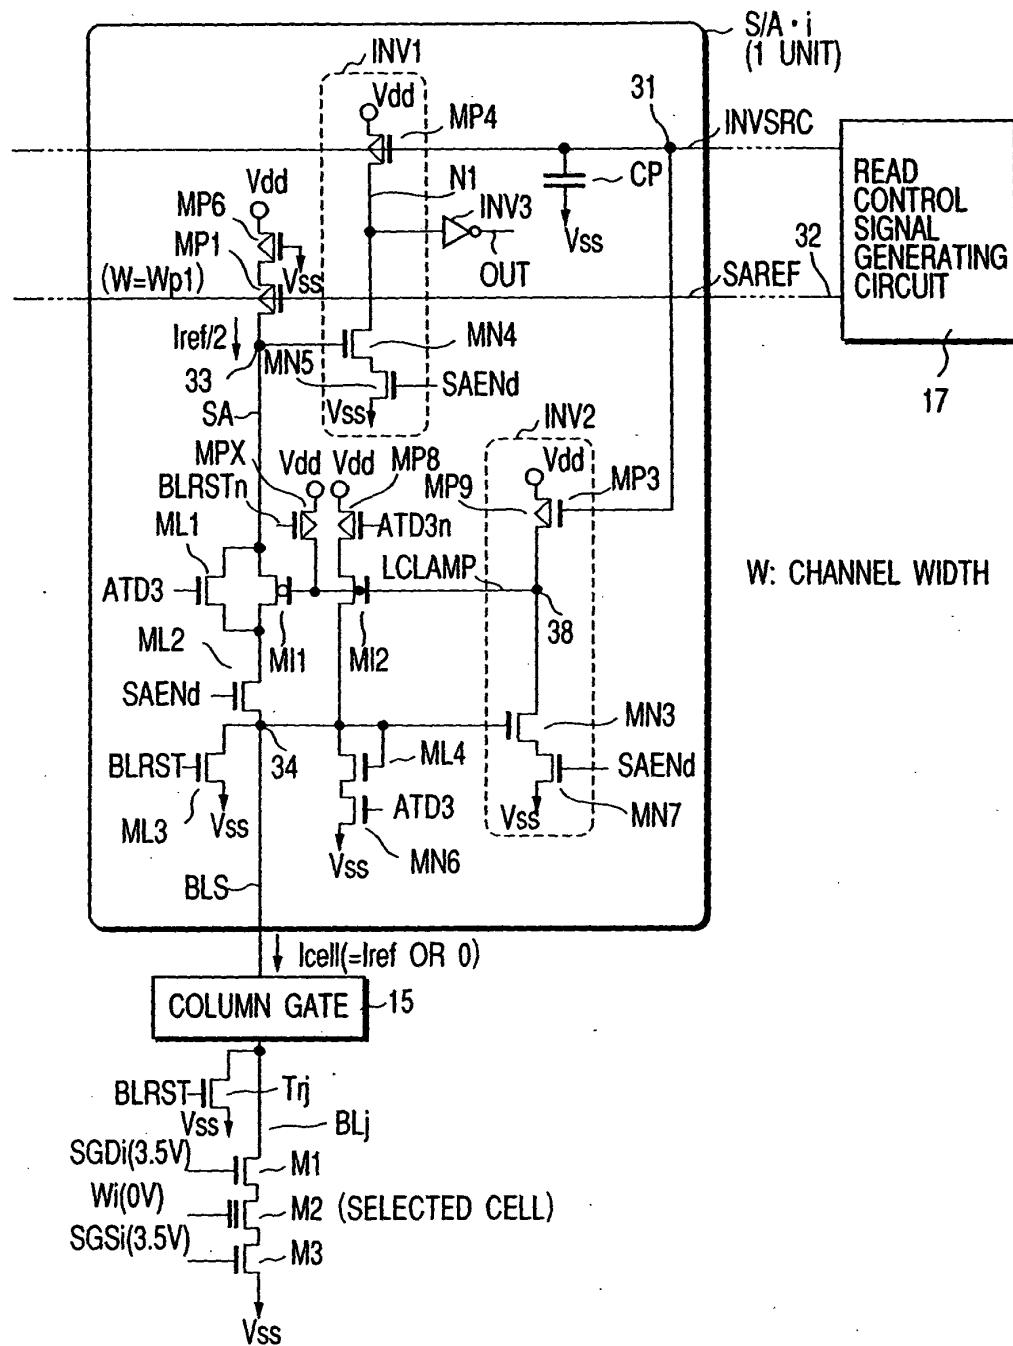 S/A・i
(1 UNIT)
INV1
Vdd
MP4
31
INVSRC
READ
CONTROL
SIGNAL
GENERATING
CIRCUIT
17
N1
CP
Vss
INV3
OUT
Vdd
MP6
MP1
Vss
(W=Wp1)
SAREF
32
Iref/2
33
MN5
MN4
SAENd
Vss
SA
INV2
MPX
Vdd
Vdd
MP8
Vdd
MP3
BLRSTn
MP9
ML1
ATD3n
ATD3
LCLAMP
W: CHANNEL WIDTH
ML2
MI1
MI2
38
SAENd
MN3
34
ML4
BLRST
SAENd
ATD3
ML3
Vss
Vss
MN7
Vss
MN6
BLS
Icell(=Iref OR 0)
COLUMN GATE
15
BLRST
Trj
Vss
BLj
SGDi(3.5V)
M1
Wi(0V)
M2 (SELECTED CELL)
SGSi(3.5V)
M3
Vss